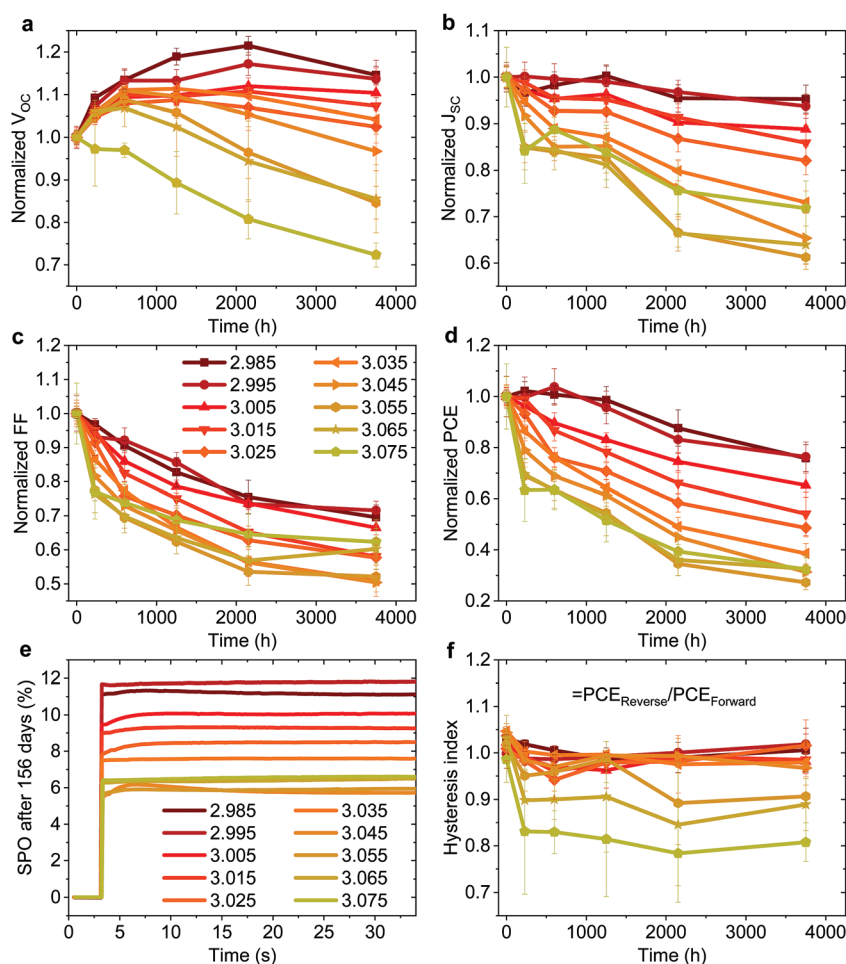 a
1.2
1.1
1.0
0.9
0.8
0.7
Normalized V_OC
0 1000 2000 3000 4000
Time (h)
b
1.1
1.0
0.9
0.8
0.7
0.6
Normalized J_SC
0 1000 2000 3000 4000
Time (h)
c
1.2
1.1
1.0
0.9
0.8
0.7
0.6
0.5
Normalized FF
2.985 3.035
2.995 3.045
3.005 3.055
3.015 3.065
3.025 3.075
0 1000 2000 3000 4000
Time (h)
d
1.2
1.0
0.8
0.6
0.4
0.2
Normalized PCE
0 1000 2000 3000 4000
Time (h)
e
12
10
8
6
4
2
0
SPO after 156 days (%)
2.985 3.035
2.995 3.045
3.005 3.055
3.015 3.065
3.025 3.075
0 5 10 15 20 25 30
Time (s)
f
1.2
1.1
1.0
0.9
0.8
0.7
Hysteresis index
=PCE_Reverse/PCE_Forward
0 1000 2000 3000 4000
Time (h)